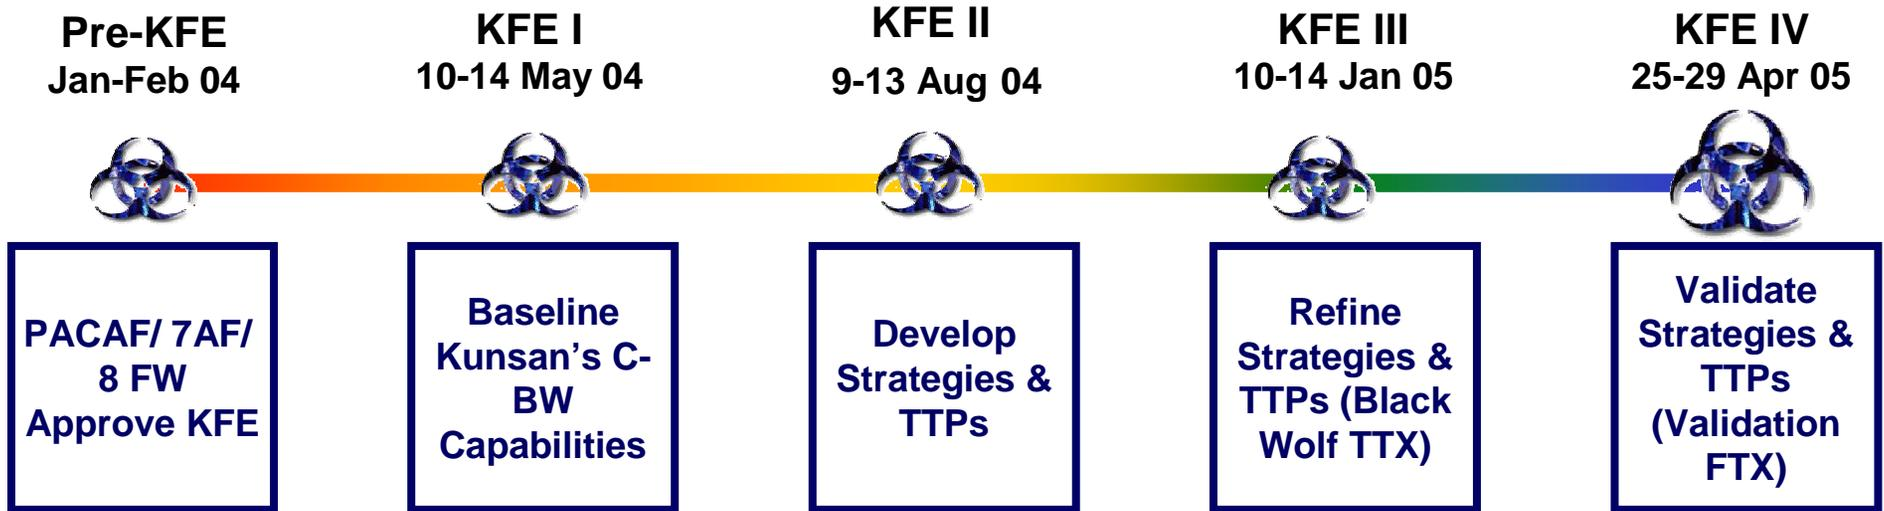 Pre-KFE
Jan-Feb 04
KFE I
10-14 May 04
KFE II
9-13 Aug 04
KFE III
10-14 Jan 05
KFE IV
25-29 Apr 05
PACAF/ 7AF/
8 FW
Approve KFE
Baseline
Kunsan’s C-
BW
Capabilities
Develop
Strategies &
TTPs
Refine
Strategies &
TTPs (Black
Wolf TTX)
Validate
Strategies &
TTPs
(Validation
FTX)